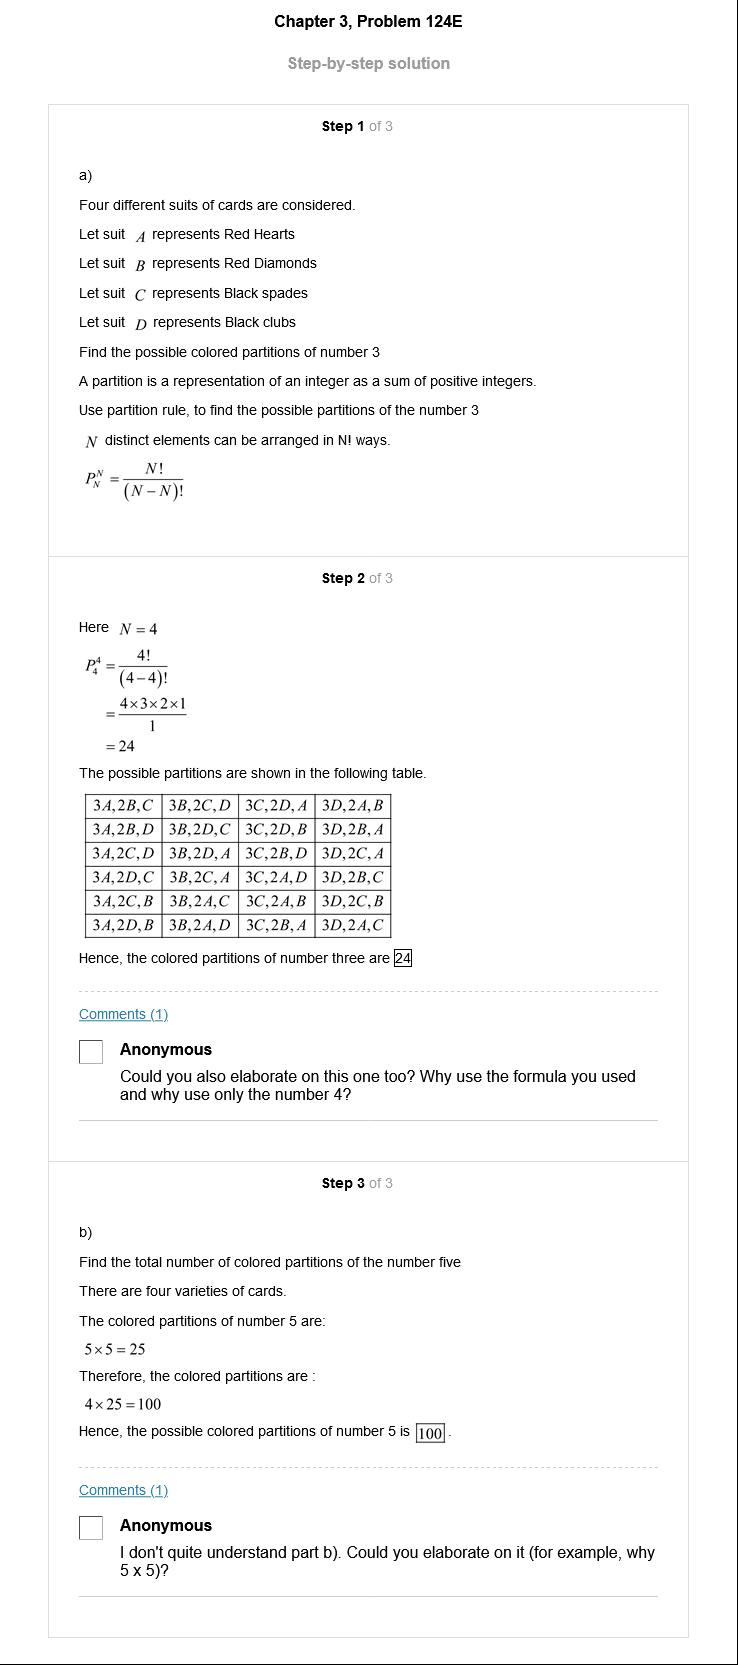 Chapter 3, Problem 124E
Step-by-step solution
Step 1 of 3
a)
Four different suits of cards are considered.
Let suit A represents Red Hearts
Let suit B represents Red Diamonds
Let suit C represents Black spades
Let suit D represents Black clubs
Find the possible colored partitions of number 3
A partition is a representation of an integer as a sum of positive integers.
Use partition rule, to find the possible partitions of the number 3
N distinct elements can be arranged in N! ways.
P_N^N = N! / (N − N)!
Step 2 of 3
Here N = 4
P_4^4 = 4! / (4 − 4)!
= 4×3×2×1 / 1
= 24
The possible partitions are shown in the following table.
3A,2B,C 3B,2C,D 3C,2D,A 3D,2A,B
3A,2B,D 3B,2D,C 3C,2D,B 3D,2B,A
3A,2C,D 3B,2D,A 3C,2B,D 3D,2C,A
3A,2D,C 3B,2C,A 3C,2A,D 3D,2B,C
3A,2C,B 3B,2A,C 3C,2A,B 3D,2C,B
3A,2D,B 3B,2A,D 3C,2B,A 3D,2A,C
Hence, the colored partitions of number three are 24
Comments (1)
Anonymous
Could you also elaborate on this one too? Why use the formula you used
and why use only the number 4?
Step 3 of 3
b)
Find the total number of colored partitions of the number five
There are four varieties of cards.
The colored partitions of number 5 are:
5×5 = 25
Therefore, the colored partitions are :
4×25 = 100
Hence, the possible colored partitions of number 5 is 100 .
Comments (1)
Anonymous
I don't quite understand part b). Could you elaborate on it (for example, why
5 x 5)?